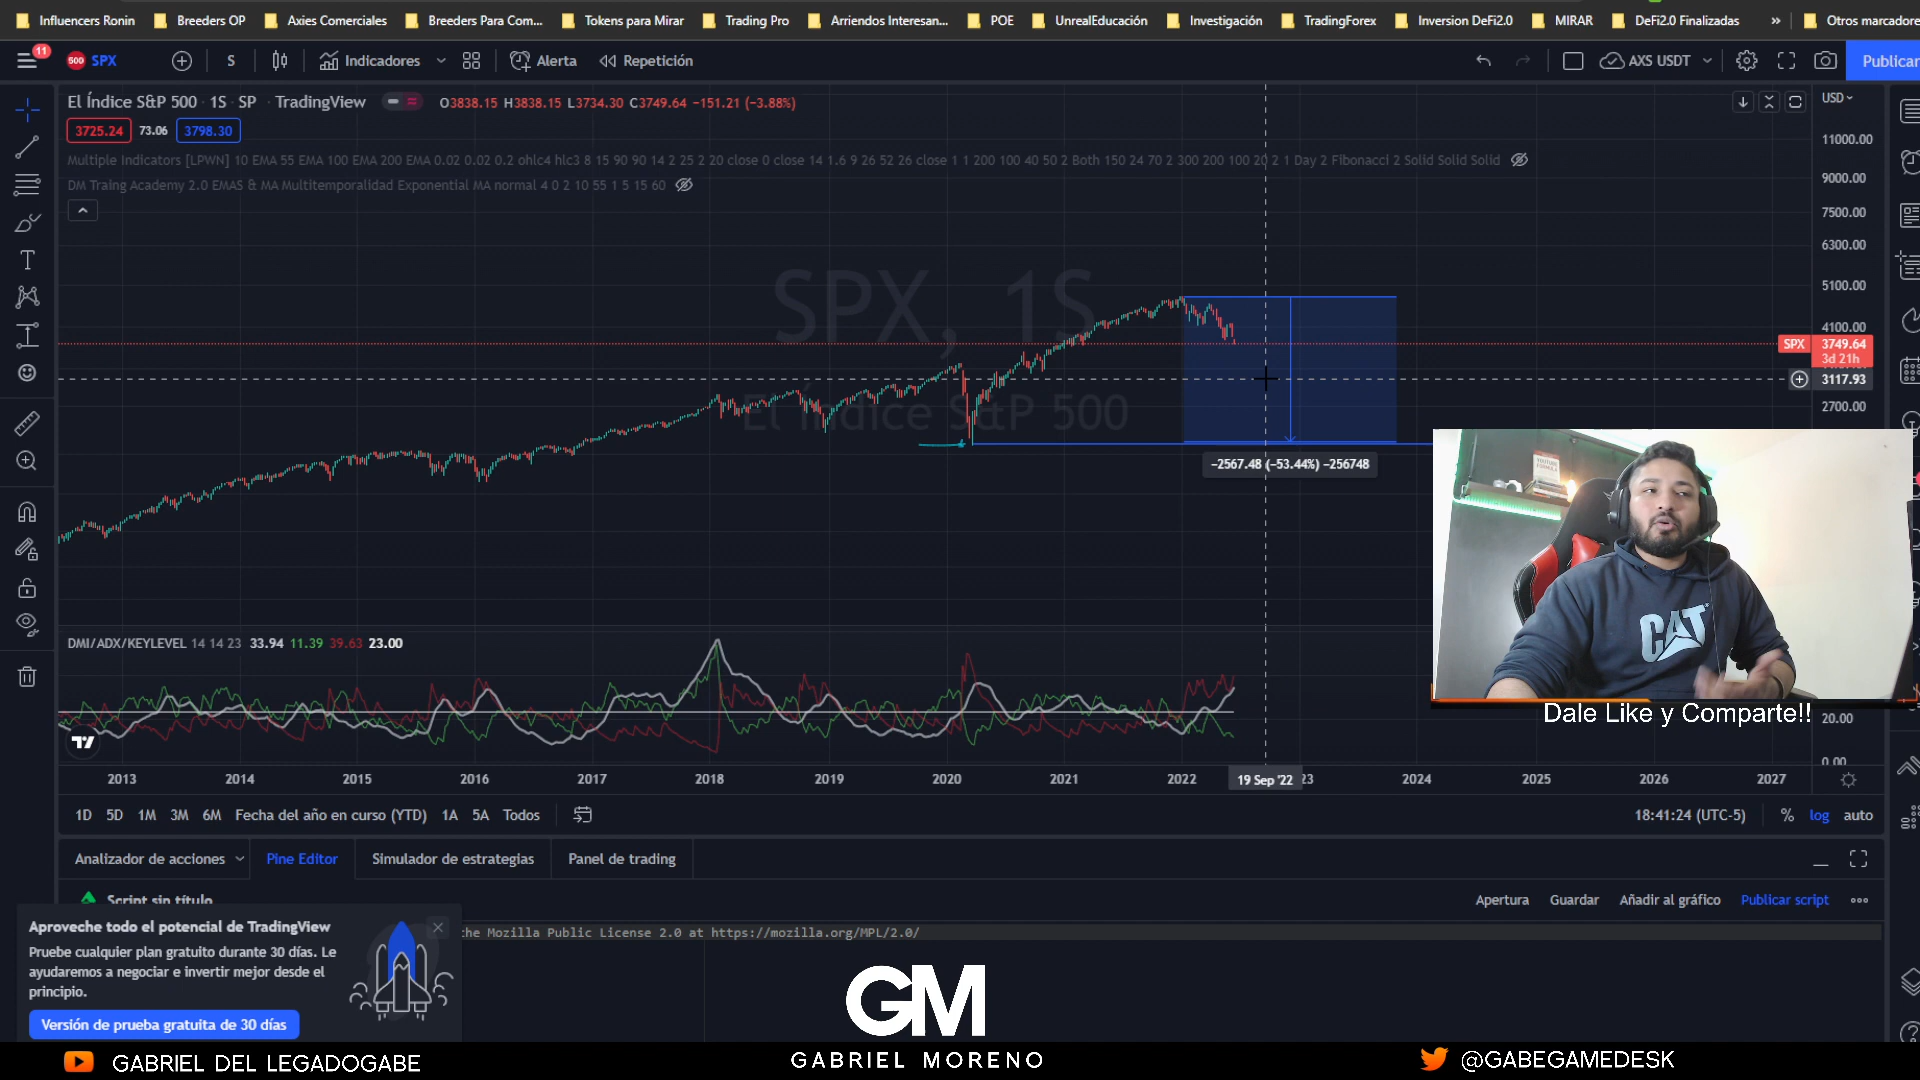 Influencers Ronin
Breeders OP
Axies Comerciales
Breeders Para Com...
Tokens para Mirar
Trading Pro
Arriendos Interesan...
POE
UnrealEducación
Investigación
TradingForex
Inversion DeFi2.0
MIRAR
DeFi2.0 Finalizadas
»
Otros marcadore
11
500 SPX
S
Indicadores
Alerta
Repetición
AXS USDT
Publicar
El Índice S&P 500 · 1S · SP · TradingView
O3838.15 H3838.15 L3734.30 C3749.64 −151.21 (−3.88%)
USD
3725.24 73.06 3798.30
Multiple Indicators [LPWN] 10 EMA 55 EMA 100 EMA 200 EMA 0.02 0.02 0.2 ohlc4 hlc3 8 15 90 90 14 2 25 2 20 close 0 close 14 1.6 9 26 52 26 close 1 1 200 100 40 50 2 Both 150 24 70 2 300 200 100 20 2 1 Day 2 Fibonacci 2 Solid Solid Solid
DM Traing Academy 2.0 EMAS & MA Multitemporalidad Exponential MA normal 4 0 2 10 55 1 5 15 60
11000.00
9000.00
7500.00
6300.00
5100.00
4100.00
SPX 3749.64
3d 21h
3117.93
2700.00
SPX, 1S
El Índice S&P 500
−2567.48 (−53.44%) −256748
YOUTUBE
FORMULA
CAT
Dale Like y Comparte!!
DMI/ADX/KEYLEVEL 14 14 23 33.94 11.39 39.63 23.00
20.00
0.00
2013 2014 2015 2016 2017 2018 2019 2020 2021 2022 19 Sep '22 23 2024 2025 2026 2027
1D 5D 1M 3M 6M Fecha del año en curso (YTD) 1A 5A Todos
18:41:24 (UTC-5) % log auto
Analizador de acciones
Pine Editor
Simulador de estrategias
Panel de trading
Script sin título
Apertura Guardar Añadir al gráfico Publicar script
the Mozilla Public License 2.0 at https://mozilla.org/MPL/2.0/
Aproveche todo el potencial de TradingView
Pruebe cualquier plan gratuito durante 30 días. Le
ayudaremos a negociar e invertir mejor desde el
principio.
Versión de prueba gratuita de 30 días
GM
GABRIEL DEL LEGADOGABE
GABRIEL MORENO
@GABEGAMEDESK